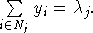 ∑_{i∈N_j} y_i = λ_j.